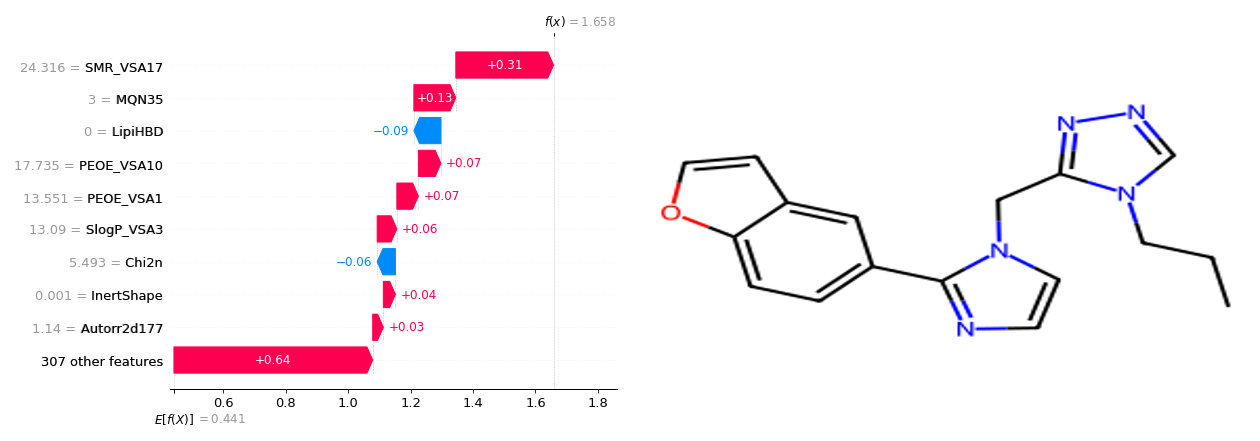 f(x) = 1.658
24.316 = SMR_VSA17 +0.31
3 = MQN35 +0.13
0 = LipiHBD −0.09
17.735 = PEOE_VSA10 +0.07
13.551 = PEOE_VSA1 +0.07
13.09 = SlogP_VSA3 +0.06
5.493 = Chi2n −0.06
0.001 = InertShape +0.04
1.14 = Autorr2d177 +0.03
307 other features +0.64
0.6 0.8 1.0 1.2 1.4 1.6 1.8
E[f(X)] = 0.441
N
N
O
N
N
N